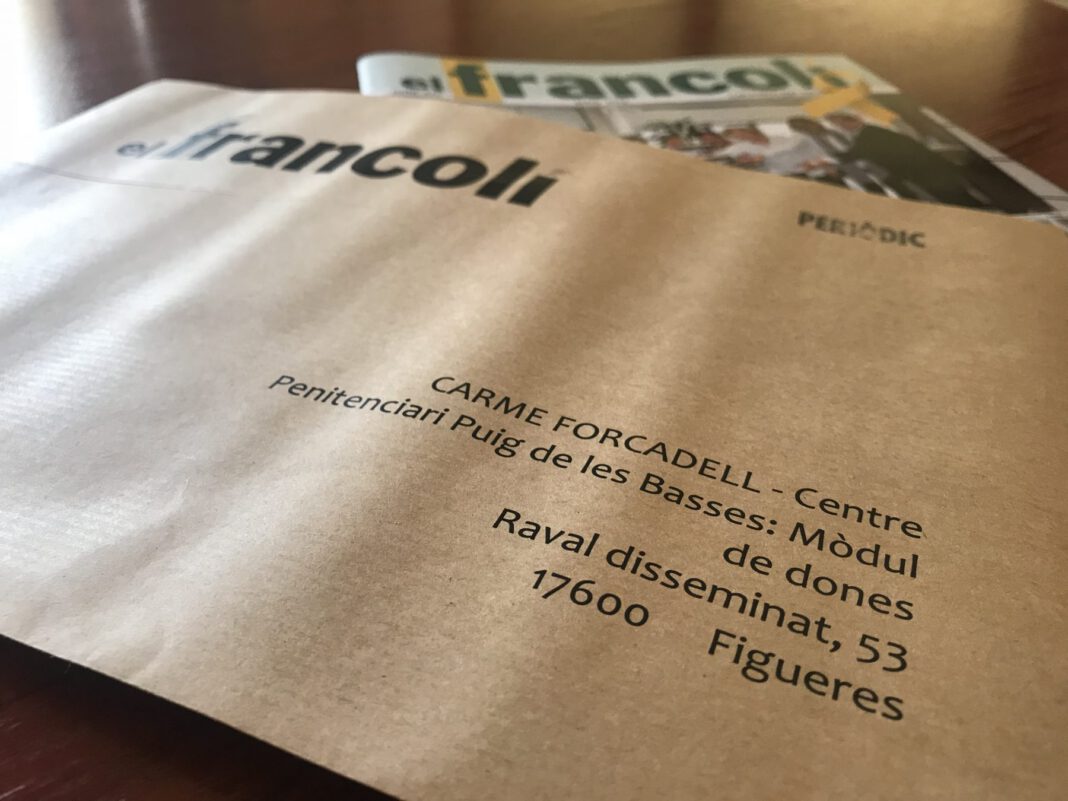 el francolí
el francolí
PERIÒDIC
CARME FORCADELL - Centre
Penitenciari Puig de les Basses: Mòdul
de dones
Raval disseminat, 53
17600 Figueres